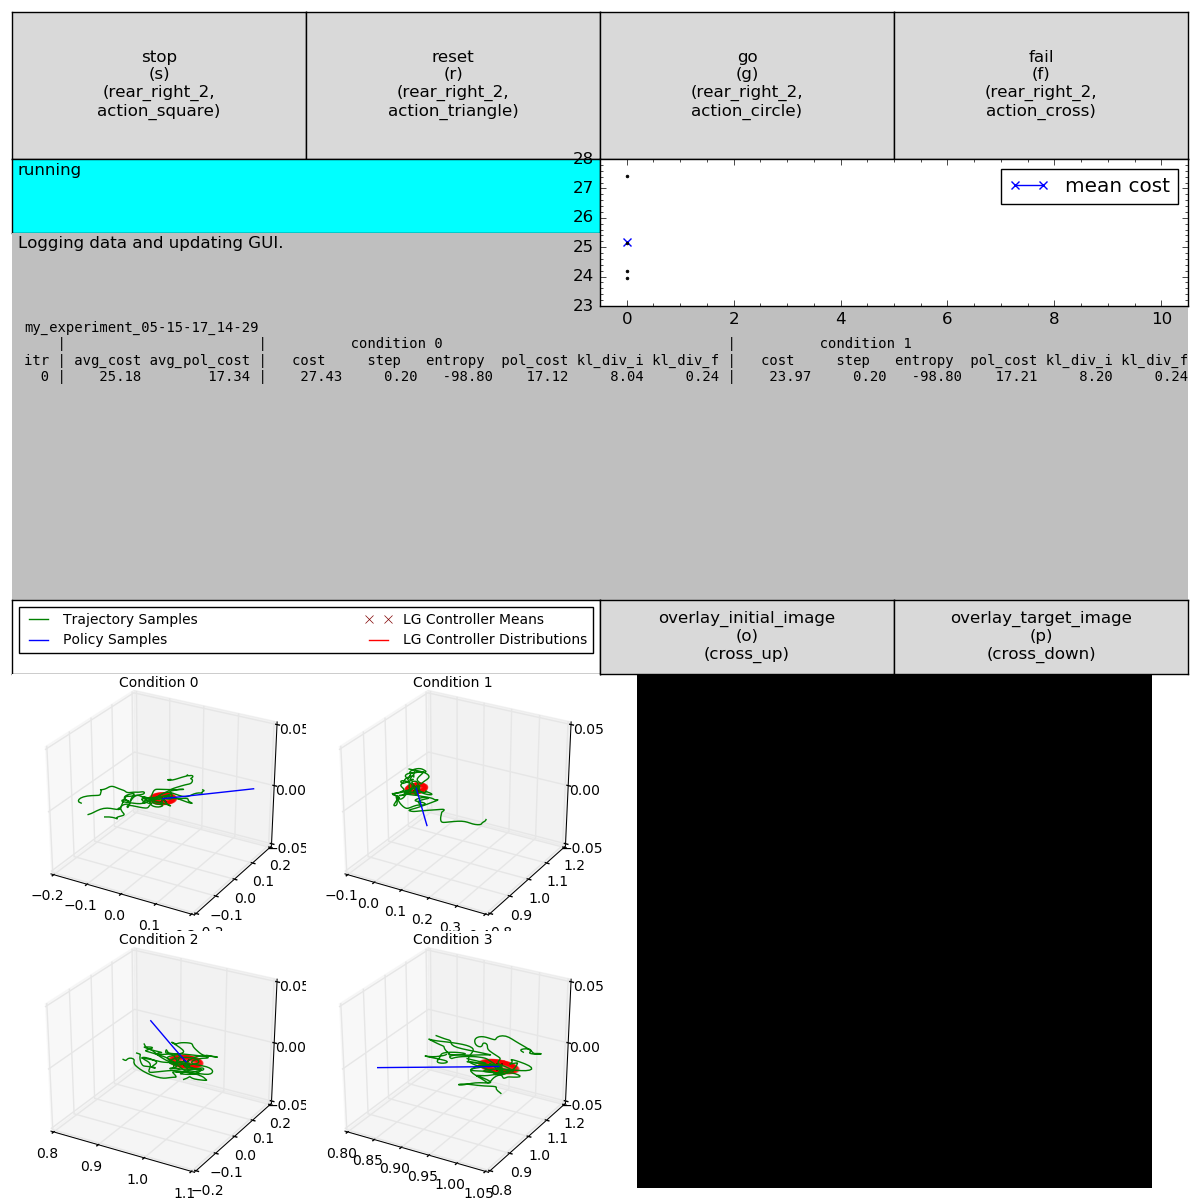 stop
(s)
(rear_right_2,
action_square)
reset
(r)
(rear_right_2,
action_triangle)
go
(g)
(rear_right_2,
action_circle)
fail
(f)
(rear_right_2,
action_cross)
running
28
27
26
25
24
23
mean cost
0 2 4 6 8 10
Logging data and updating GUI.
my_experiment_05-15-17_14-29
| | condition 0 | condition 1
itr | avg_cost avg_pol_cost | cost step entropy pol_cost kl_div_i kl_div_f | cost step entropy pol_cost kl_div_i kl_div_f
0 | 25.18 17.34 | 27.43 0.20 -98.80 17.12 8.04 0.24 | 23.97 0.20 -98.80 17.21 8.20 0.24
Trajectory Samples
Policy Samples
LG Controller Means
LG Controller Distributions
overlay_initial_image
(o)
(cross_up)
overlay_target_image
(p)
(cross_down)
Condition 0
0.05
0.00
−0.05
0.2
0.1
0.0
−0.1
−0.2
−0.1
0.0
0.1
Condition 1
0.05
0.00
−0.05
1.2
1.1
1.0
0.9
0.8
−0.1
0.0
0.1
0.2
0.3
Condition 2
0.05
0.00
−0.05
0.2
0.1
0.0
−0.1
−0.2
0.8
0.9
1.0
1.1
Condition 3
0.05
0.00
−0.05
1.2
1.1
1.0
0.9
0.8
0.80
0.85
0.90
0.95
1.00
1.05